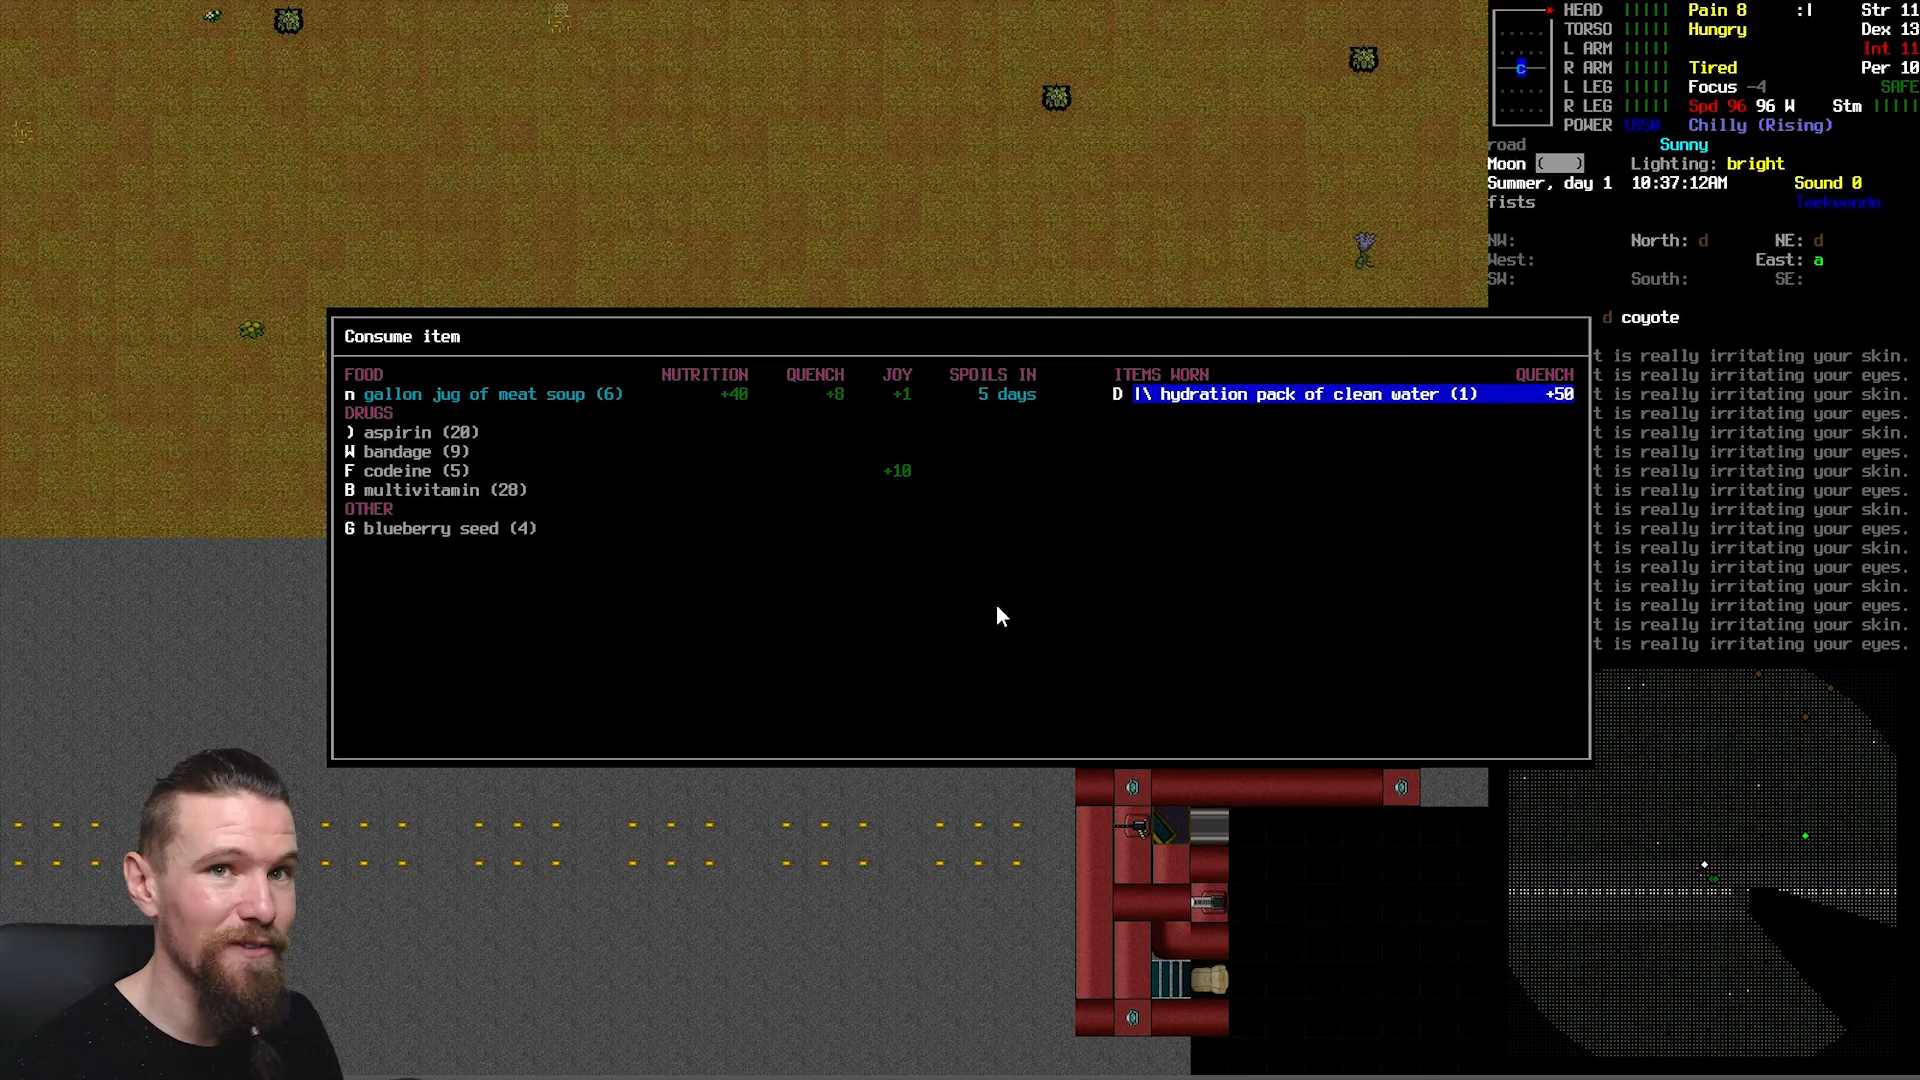 HEAD ||||| Pain 8 :| Str 11
TORSO ||||| Hungry Dex 13
L ARM ||||| Int 11
R ARM ||||| Tired Per 10
L LEG ||||| Focus -4 SAFE
R LEG ||||| Spd 96 96 W Stm |||||
POWER 1850 Chilly (Rising)
road Sunny
Moon ( ) Lighting: bright
Summer, day 1 10:37:12AM Sound 0
fists Taekwondo
NW: North: d NE: d
West: East: a
SW: South: SE:
d coyote
Consume item
FOOD NUTRITION QUENCH JOY SPOILS IN
n gallon jug of meat soup (6) +40 +8 +1 5 days
DRUGS
) aspirin (20)
W bandage (9)
F codeine (5) +10
B multivitamin (28)
OTHER
G blueberry seed (4)
ITEMS WORN QUENCH
D |\ hydration pack of clean water (1) +50
t is really irritating your skin.
t is really irritating your eyes.
t is really irritating your skin.
t is really irritating your eyes.
t is really irritating your skin.
t is really irritating your eyes.
t is really irritating your skin.
t is really irritating your eyes.
t is really irritating your skin.
t is really irritating your eyes.
t is really irritating your skin.
t is really irritating your eyes.
t is really irritating your skin.
t is really irritating your eyes.
t is really irritating your skin.
t is really irritating your eyes.